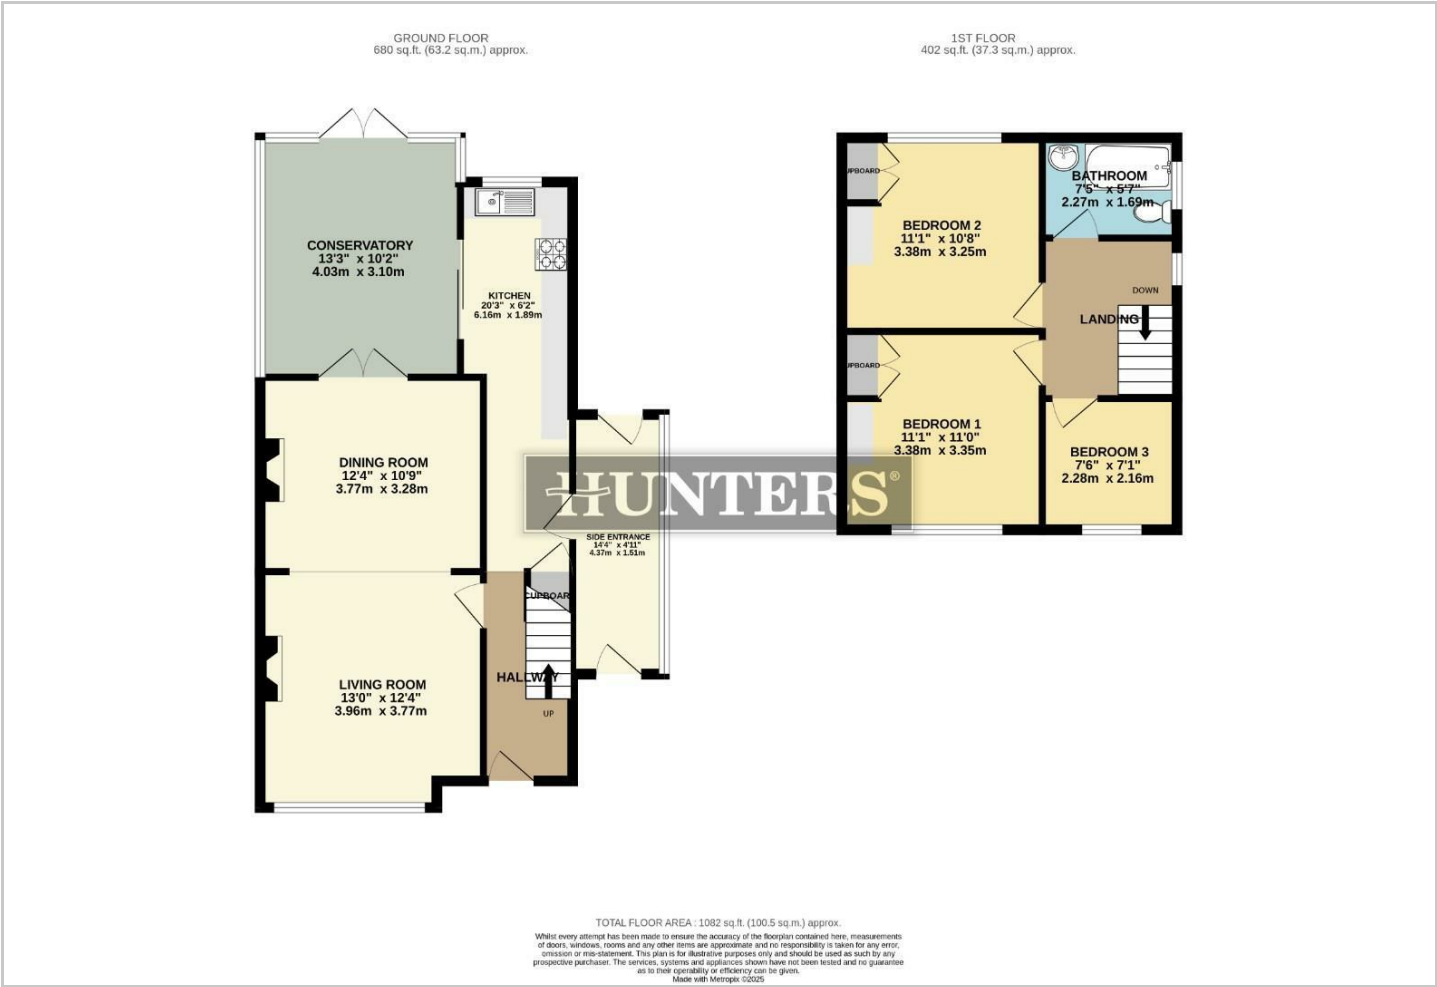 GROUND FLOOR
680 sq.ft. (63.2 sq.m.) approx.
1ST FLOOR
402 sq.ft. (37.3 sq.m.) approx.
CONSERVATORY
13'3" x 10'2"
4.03m x 3.10m
KITCHEN
20'3" x 6'2"
6.16m x 1.89m
DINING ROOM
12'4" x 10'9"
3.77m x 3.28m
SIDE ENTRANCE
14'4" x 4'11"
4.37m x 1.51m
CUPBOAR
LIVING ROOM
13'0" x 12'4"
3.96m x 3.77m
HALLWAY
UP
UPBOARD
BEDROOM 2
11'1" x 10'8"
3.38m x 3.25m
BATHROOM
7'5" x 5'7"
2.27m x 1.69m
DOWN
LANDING
UPBOARD
BEDROOM 1
11'1" x 11'0"
3.38m x 3.35m
BEDROOM 3
7'6" x 7'1"
2.28m x 2.16m
HUNTERS®
TOTAL FLOOR AREA : 1082 sq.ft. (100.5 sq.m.) approx.
Whilst every attempt has been made to ensure the accuracy of the floorplan contained here, measurements
of doors, windows, rooms and any other items are approximate and no responsibility is taken for any error,
omission or mis-statement. This plan is for illustrative purposes only and should be used as such by any
prospective purchaser. The services, systems and appliances shown have not been tested and no guarantee
as to their operability or efficiency can be given.
Made with Metropix ©2025